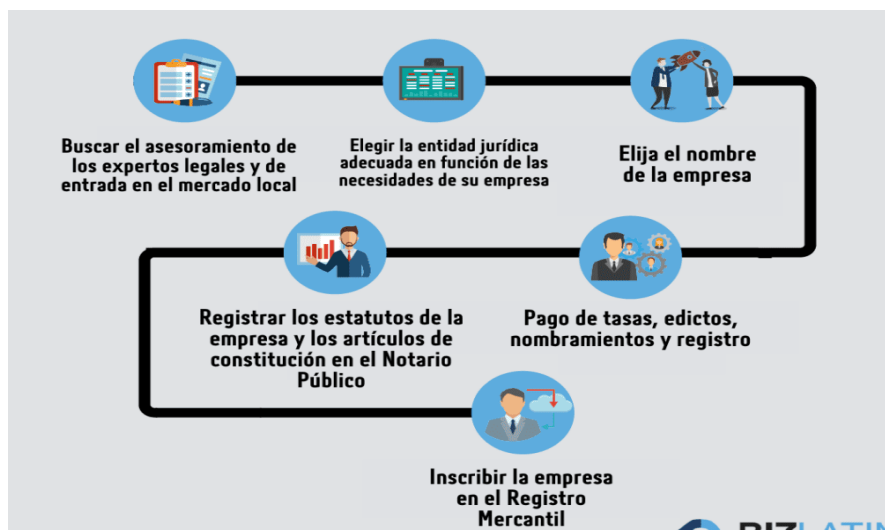 Buscar el asesoramiento de
los expertos legales y de
entrada en el mercado local
Elegir la entidad jurídica
adecuada en función de las
necesidades de su empresa
Elija el nombre
de la empresa
Pago de tasas, edictos,
nombramientos y registro
Registrar los estatutos de la
empresa y los artículos de
constitución en el Notario
Público
Inscribir la empresa
en el Registro
Mercantil
BIZLATIN